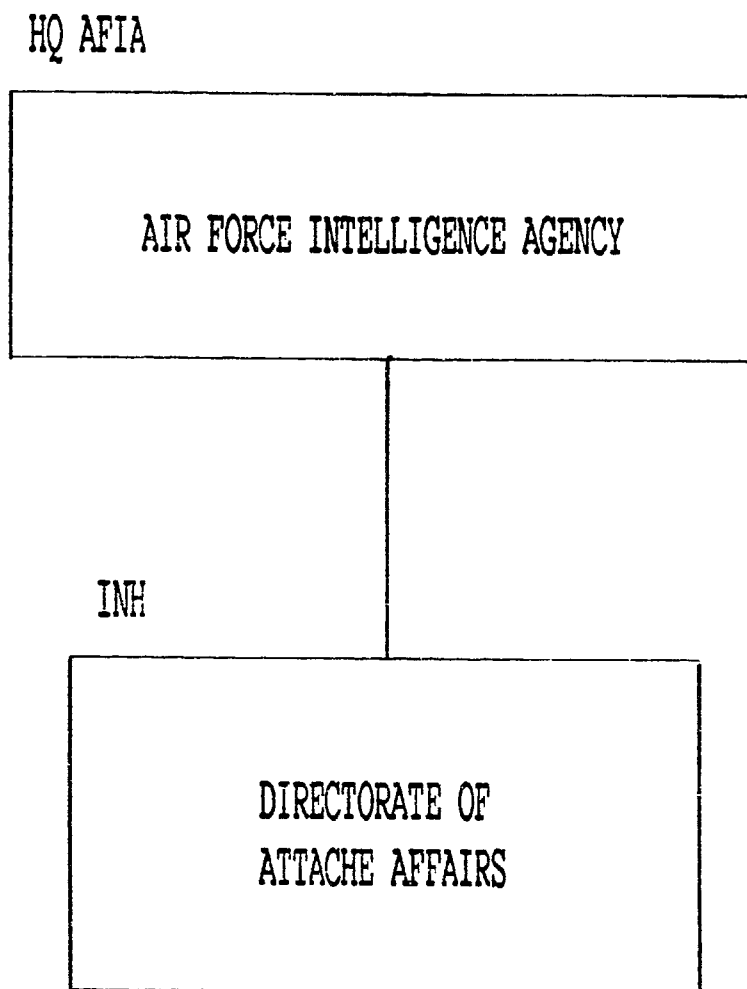 HQ AFIA
AIR FORCE INTELLIGENCE AGENCY
INH
DIRECTORATE OF
ATTACHE AFFAIRS